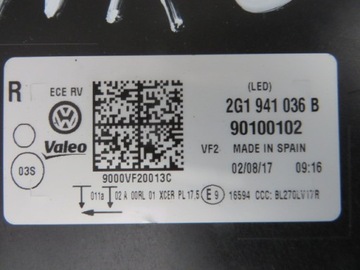 R ECE RV (LED)
2G1 941 036 B
90100102
Valeo
VF2 MADE IN SPAIN
03S
9000VF20013C 02/08/17 09:16
011a 02 A 00RL 01 XCER PL 17,5 E9 16594 CCC: BL270LV17R